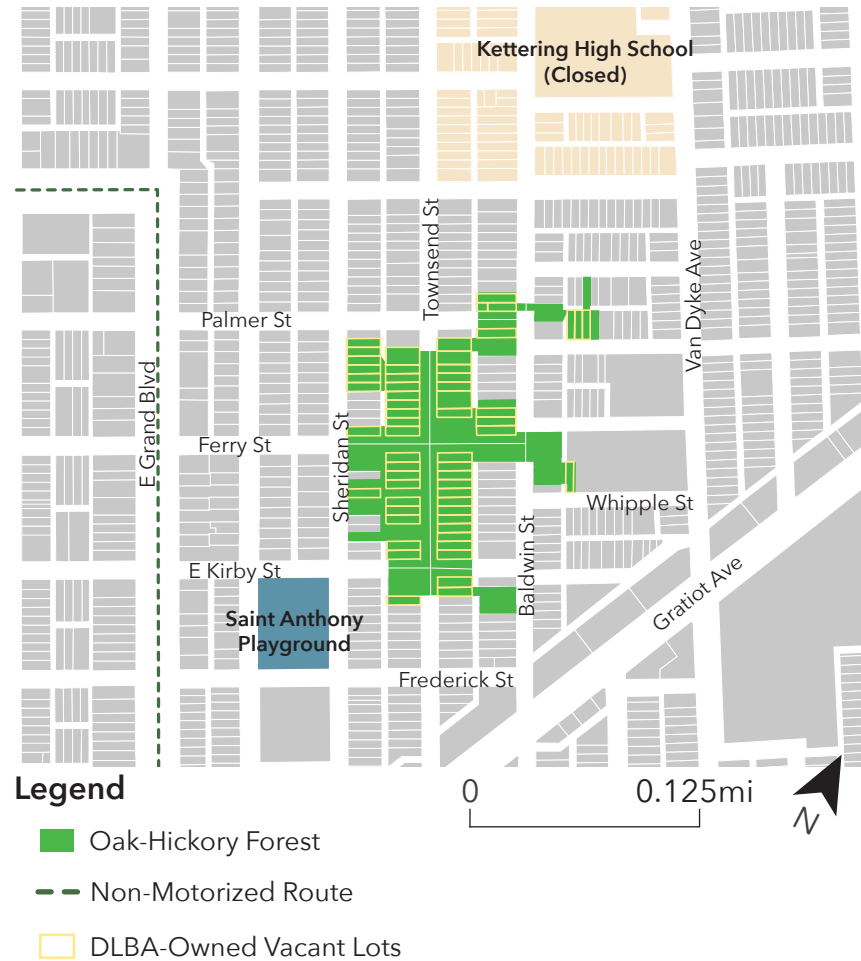 Kettering High School
(Closed)
Townsend St
Van Dyke Ave
Palmer St
E Grand Blvd
Sheridan St
Ferry St
Whipple St
Baldwin St
E Kirby St
Gratiot Ave
Saint Anthony
Playground
Frederick St
Legend
0 0.125mi
N
Oak-Hickory Forest
Non-Motorized Route
DLBA-Owned Vacant Lots